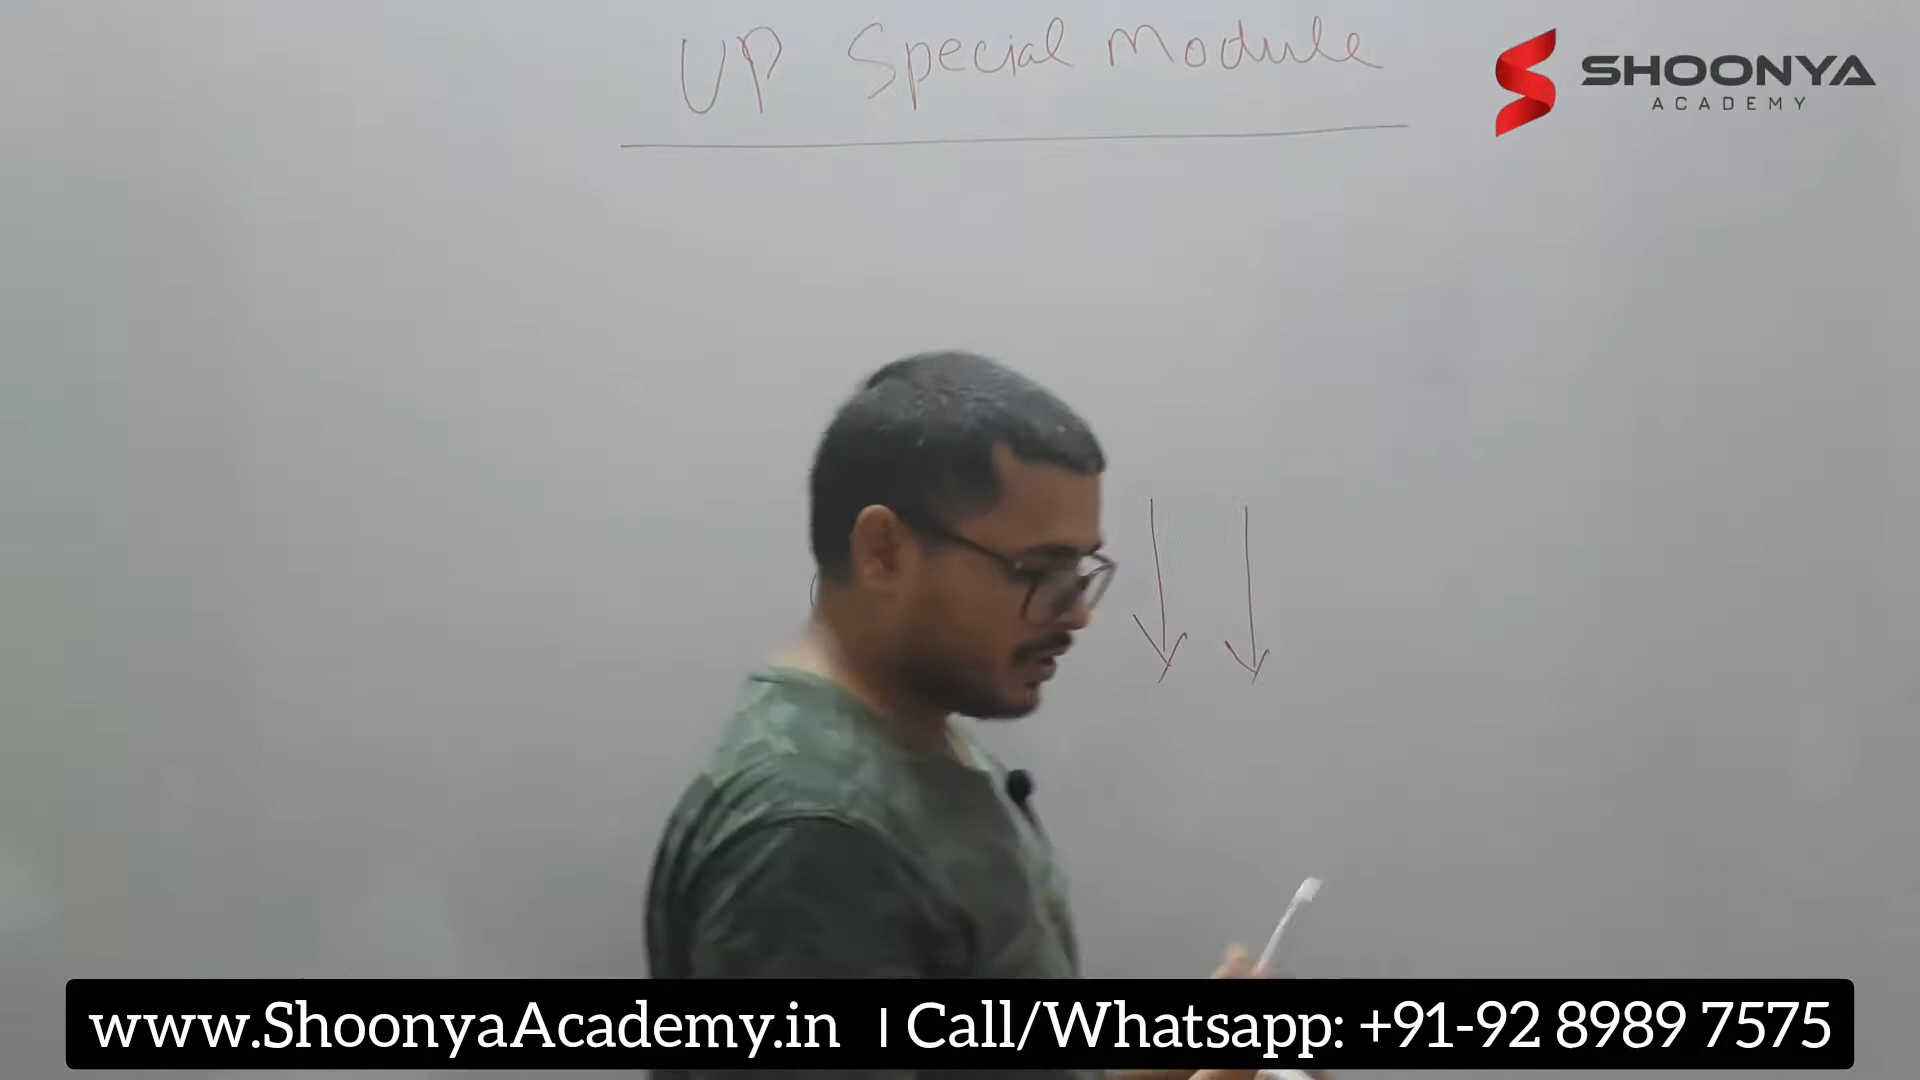 UP Special Module
SHOONYA
ACADEMY
www.ShoonyaAcademy.in | Call/Whatsapp: +91-92 8989 7575